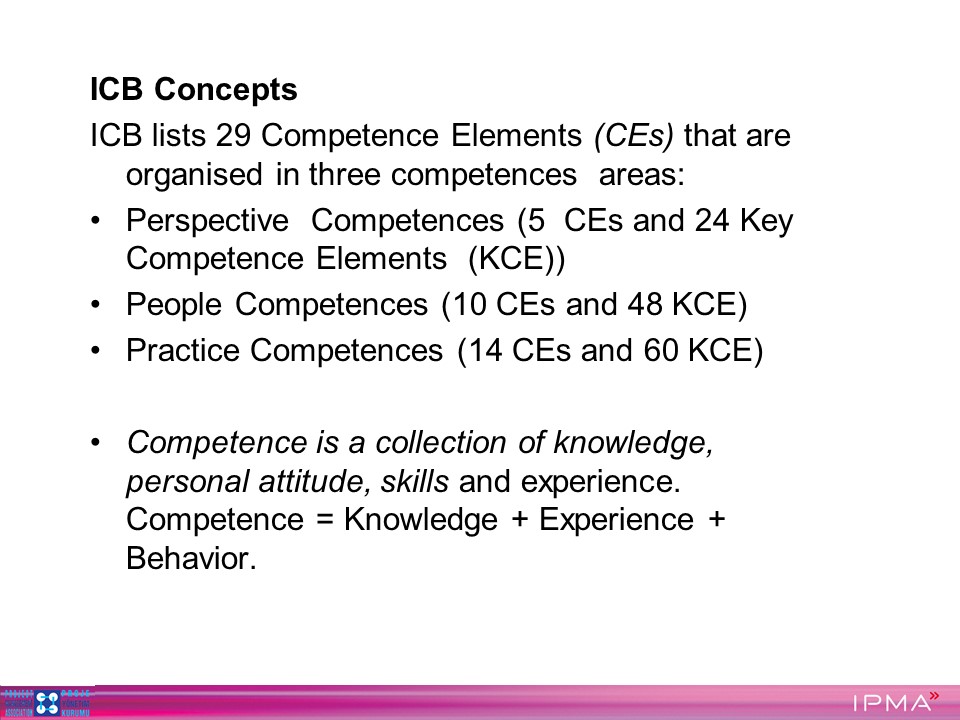 ICB Concepts
ICB lists 29 Competence Elements (CEs) that are
organised in three competences  areas:
• Perspective  Competences (5  CEs and 24 Key
Competence Elements  (KCE))
• People Competences (10 CEs and 48 KCE)
• Practice Competences (14 CEs and 60 KCE)
• Competence is a collection of knowledge,
personal attitude, skills and experience.
Competence = Knowledge + Experience +
Behavior.
IPMA